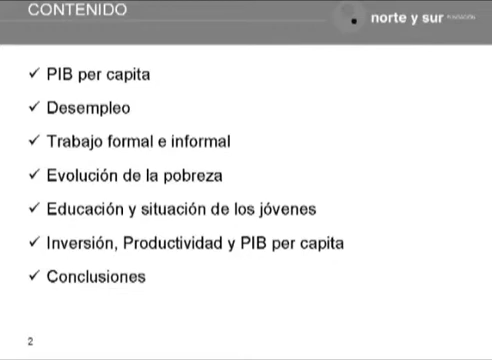 CONTENIDO
norte y sur FUNDACIÓN
✓ PIB per capita
✓ Desempleo
✓ Trabajo formal e informal
✓ Evolución de la pobreza
✓ Educación y situación de los jóvenes
✓ Inversión, Productividad y PIB per capita
✓ Conclusiones
2